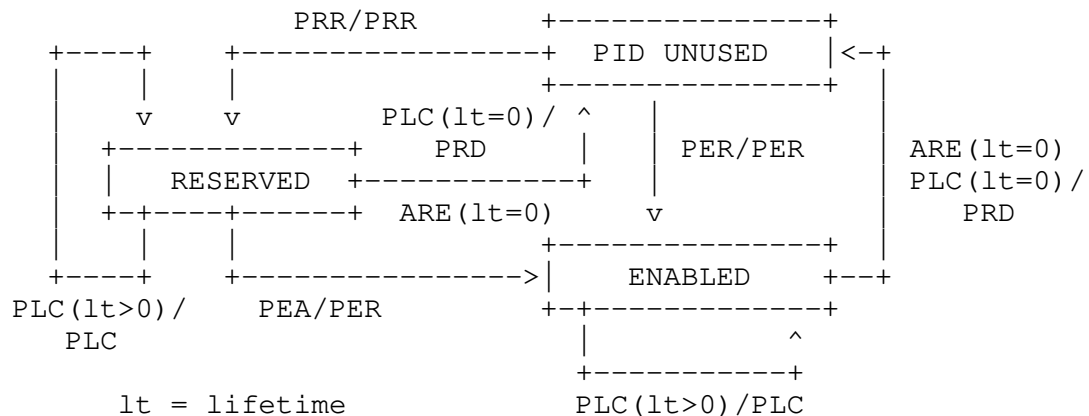 PRR/PRR
PID UNUSED
PLC(lt=0)/
PRD
PER/PER
ARE(lt=0)
PLC(lt=0)/
PRD
RESERVED
ARE(lt=0)
ENABLED
PLC(lt>0)/
PLC
PEA/PER
lt = lifetime
PLC(lt>0)/PLC